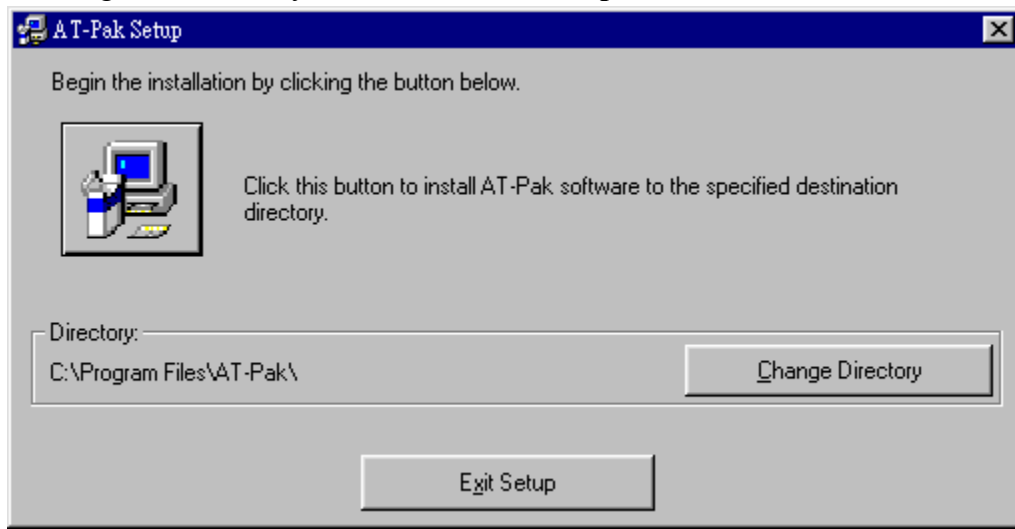 AT-Pak Setup
Begin the installation by clicking the button below.
Click this button to install AT-Pak software to the specified destination
directory.
Directory:
C:\Program Files\AT-Pak\
Change Directory
Exit Setup